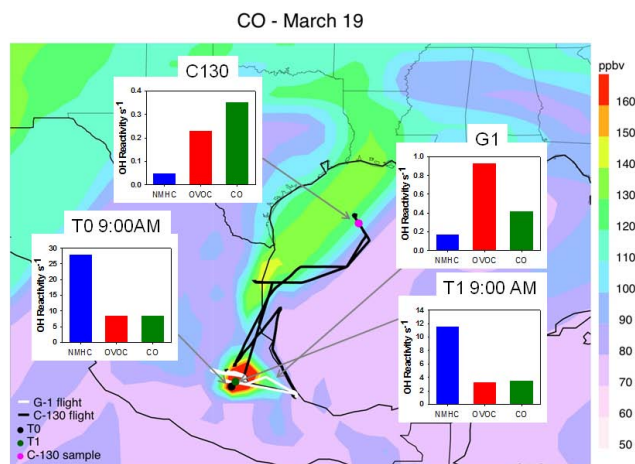 CO - March 19
ppbv
160
150
140
130
120
110
100
90
80
70
60
50
C130
OH Reactivity s-1
0.4
0.3
0.2
0.1
0.0
NMHC OVOC CO
G1
OH Reactivity s-1
1.0
0.8
0.6
0.4
0.2
0.0
NMHC OVOC CO
T0 9:00AM
OH Reactivity s-1
30
25
20
15
10
5
0
NMHC OVOC CO
T1 9:00 AM
OH Reactivity s-1
14
12
10
8
6
4
2
0
NMHC OVOC CO
G-1 flight
C-130 flight
T0
T1
C-130 sample